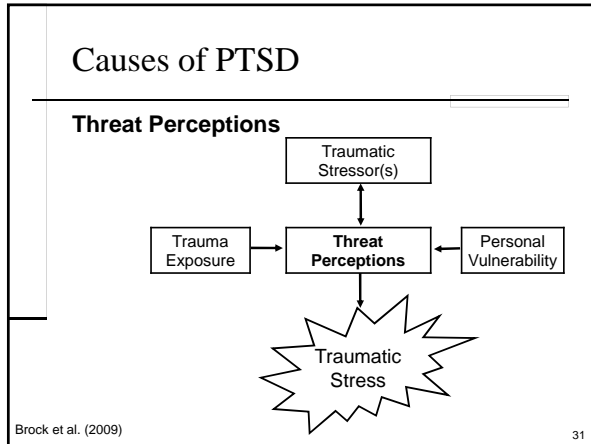 Causes of PTSD
Threat Perceptions
Traumatic
Stressor(s)
Trauma
Exposure
Threat
Perceptions
Personal
Vulnerability
Traumatic
Stress
Brock et al. (2009)
31